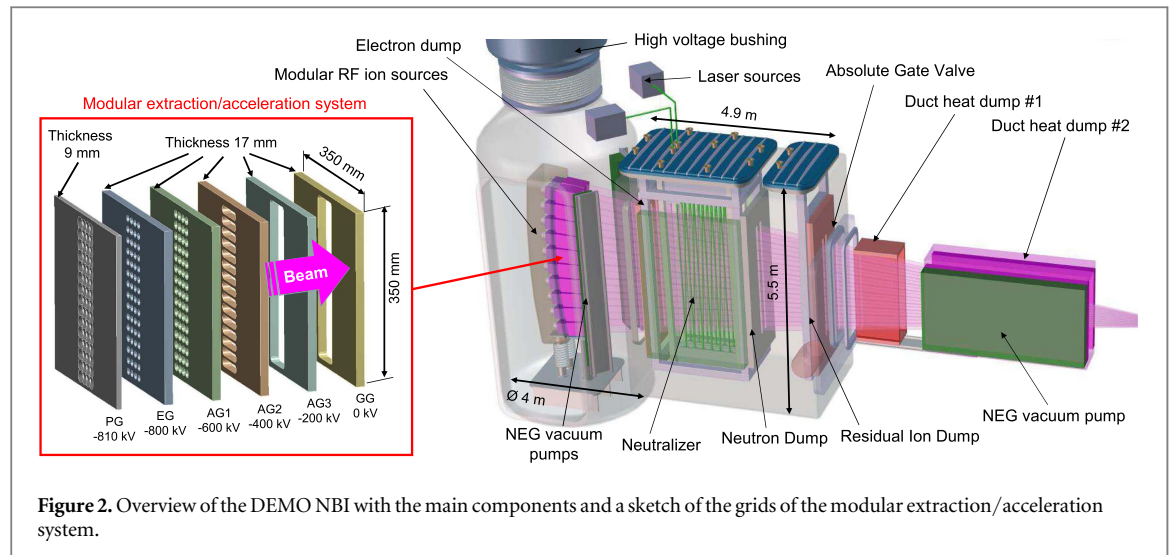 Electron dump
High voltage bushing
Modular RF ion sources
Laser sources
Absolute Gate Valve
Modular extraction/acceleration system
Duct heat dump #1
4.9 m
Duct heat dump #2
Thickness
9 mm
Thickness 17 mm
350 mm
Beam
350 mm
5.5 m
PG
-810 kV
EG
-800 kV
AG1
-600 kV
AG2
-400 kV
AG3
-200 kV
GG
0 kV
Ø 4 m
NEG vacuum
pumps
Neutralizer
Neutron Dump
Residual Ion Dump
NEG vacuum pump
Figure 2. Overview of the DEMO NBI with the main components and a sketch of the grids of the modular extraction/acceleration
system.